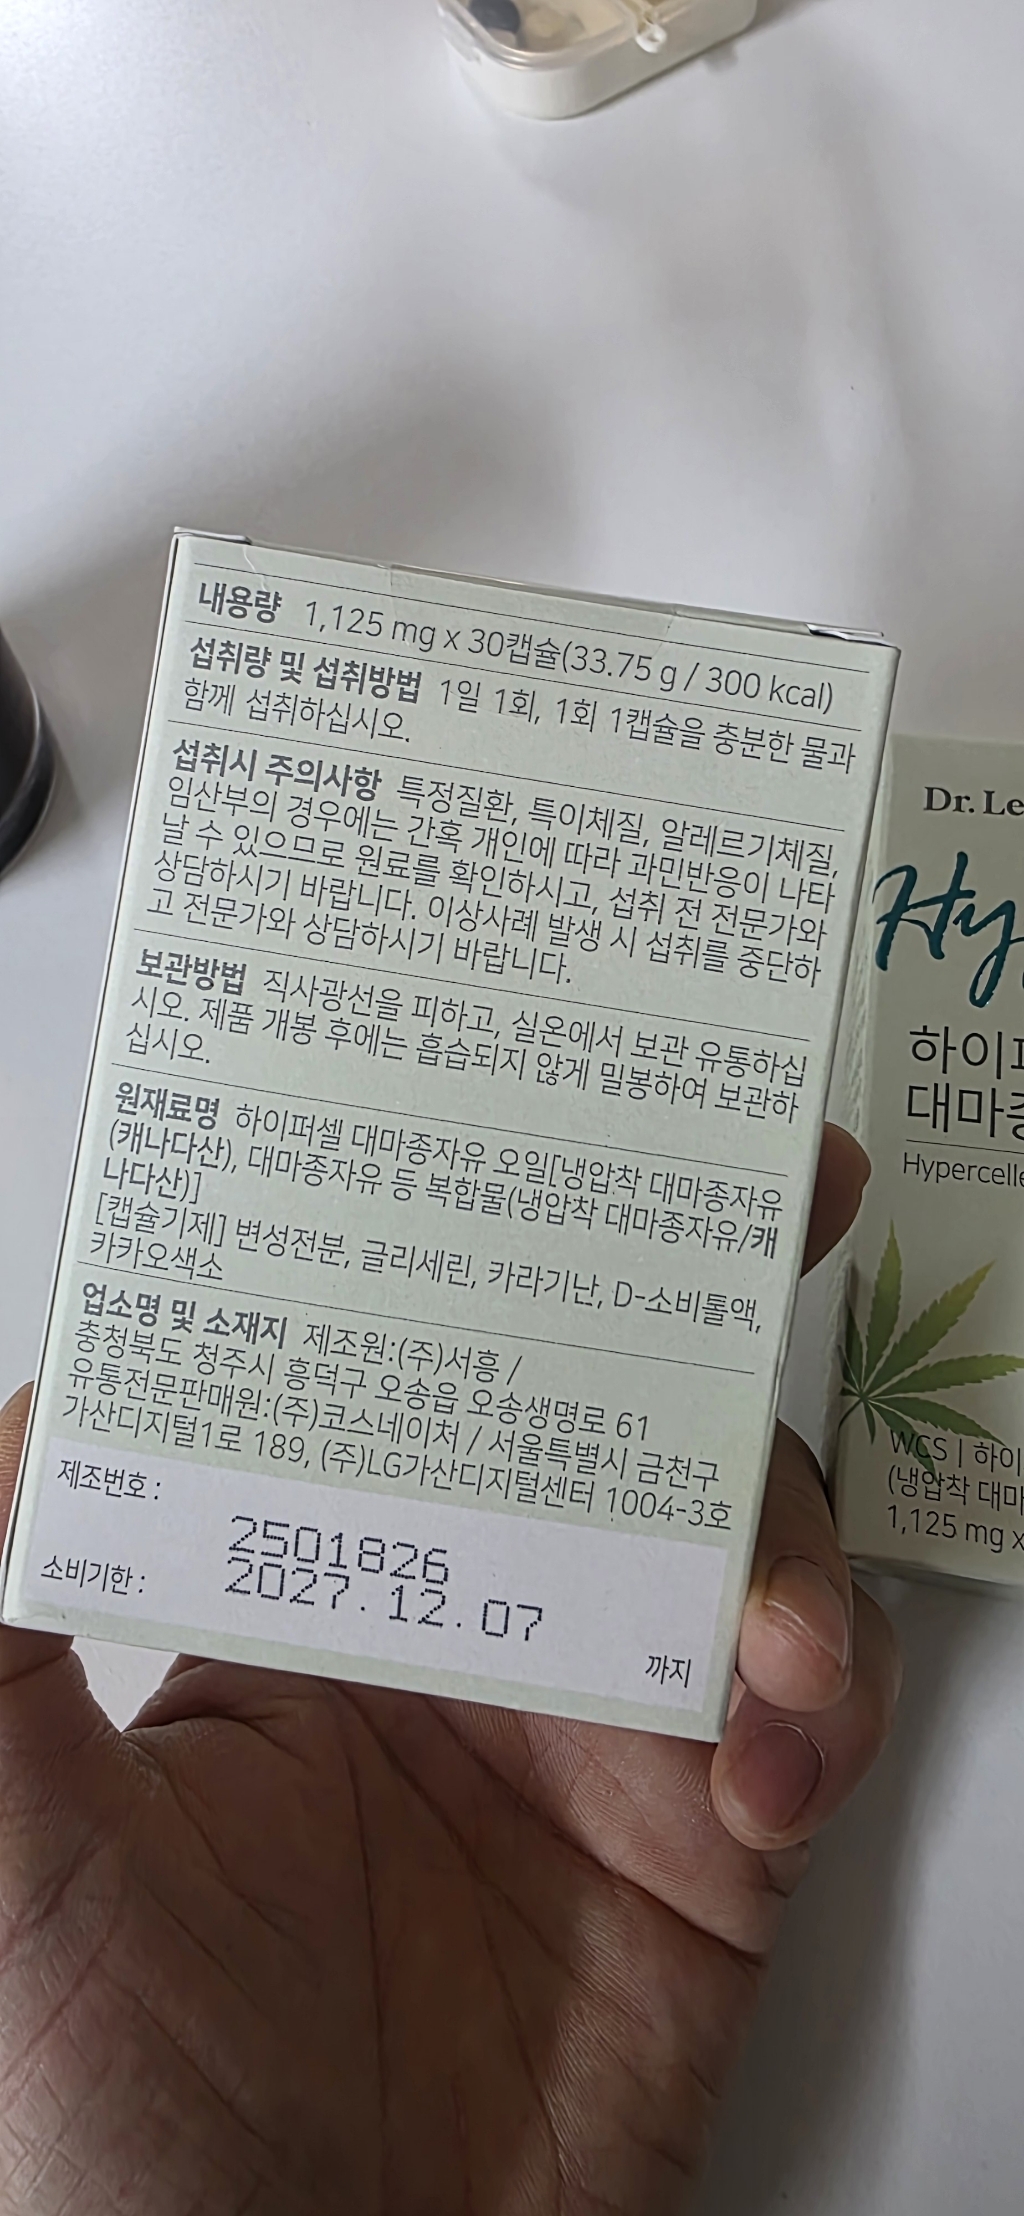 내용량 1,125 mg x 30캡슐(33.75 g / 300 kcal)
섭취량 및 섭취방법 1일 1회, 1회 1캡슐을 충분한 물과
함께 섭취하십시오.
섭취시 주의사항 특정질환, 특이체질, 알레르기체질,
임산부의 경우에는 간혹 개인에 따라 과민반응이 나타
날 수 있으므로 원료를 확인하시고, 섭취 전 전문가와
상담하시기 바랍니다. 이상사례 발생 시 섭취를 중단하
고 전문가와 상담하시기 바랍니다.
보관방법 직사광선을 피하고, 실온에서 보관 유통하십
시오. 제품 개봉 후에는 흡습되지 않게 밀봉하여 보관하
십시오.
원재료명 하이퍼셀 대마종자유 오일[냉압착 대마종자유
(캐나다산), 대마종자유 등 복합물(냉압착 대마종자유/캐
나다산)]
[캡슐기제] 변성전분, 글리세린, 카라기난, D-소비톨액,
카카오색소
업소명 및 소재지 제조원:(주)서흥 /
충청북도 청주시 흥덕구 오송읍 오송생명로 61
유통전문판매원:(주)코스네이처 / 서울특별시 금천구
가산디지털1로 189, (주)LG가산디지털센터 1004-3호
제조번호 :
2501826
소비기한 :
2027.12.07
까지
Dr. Le
Hy
하이
대마
Hypercelle
WCS | 하이
(냉압착 대마
1,125 mg x